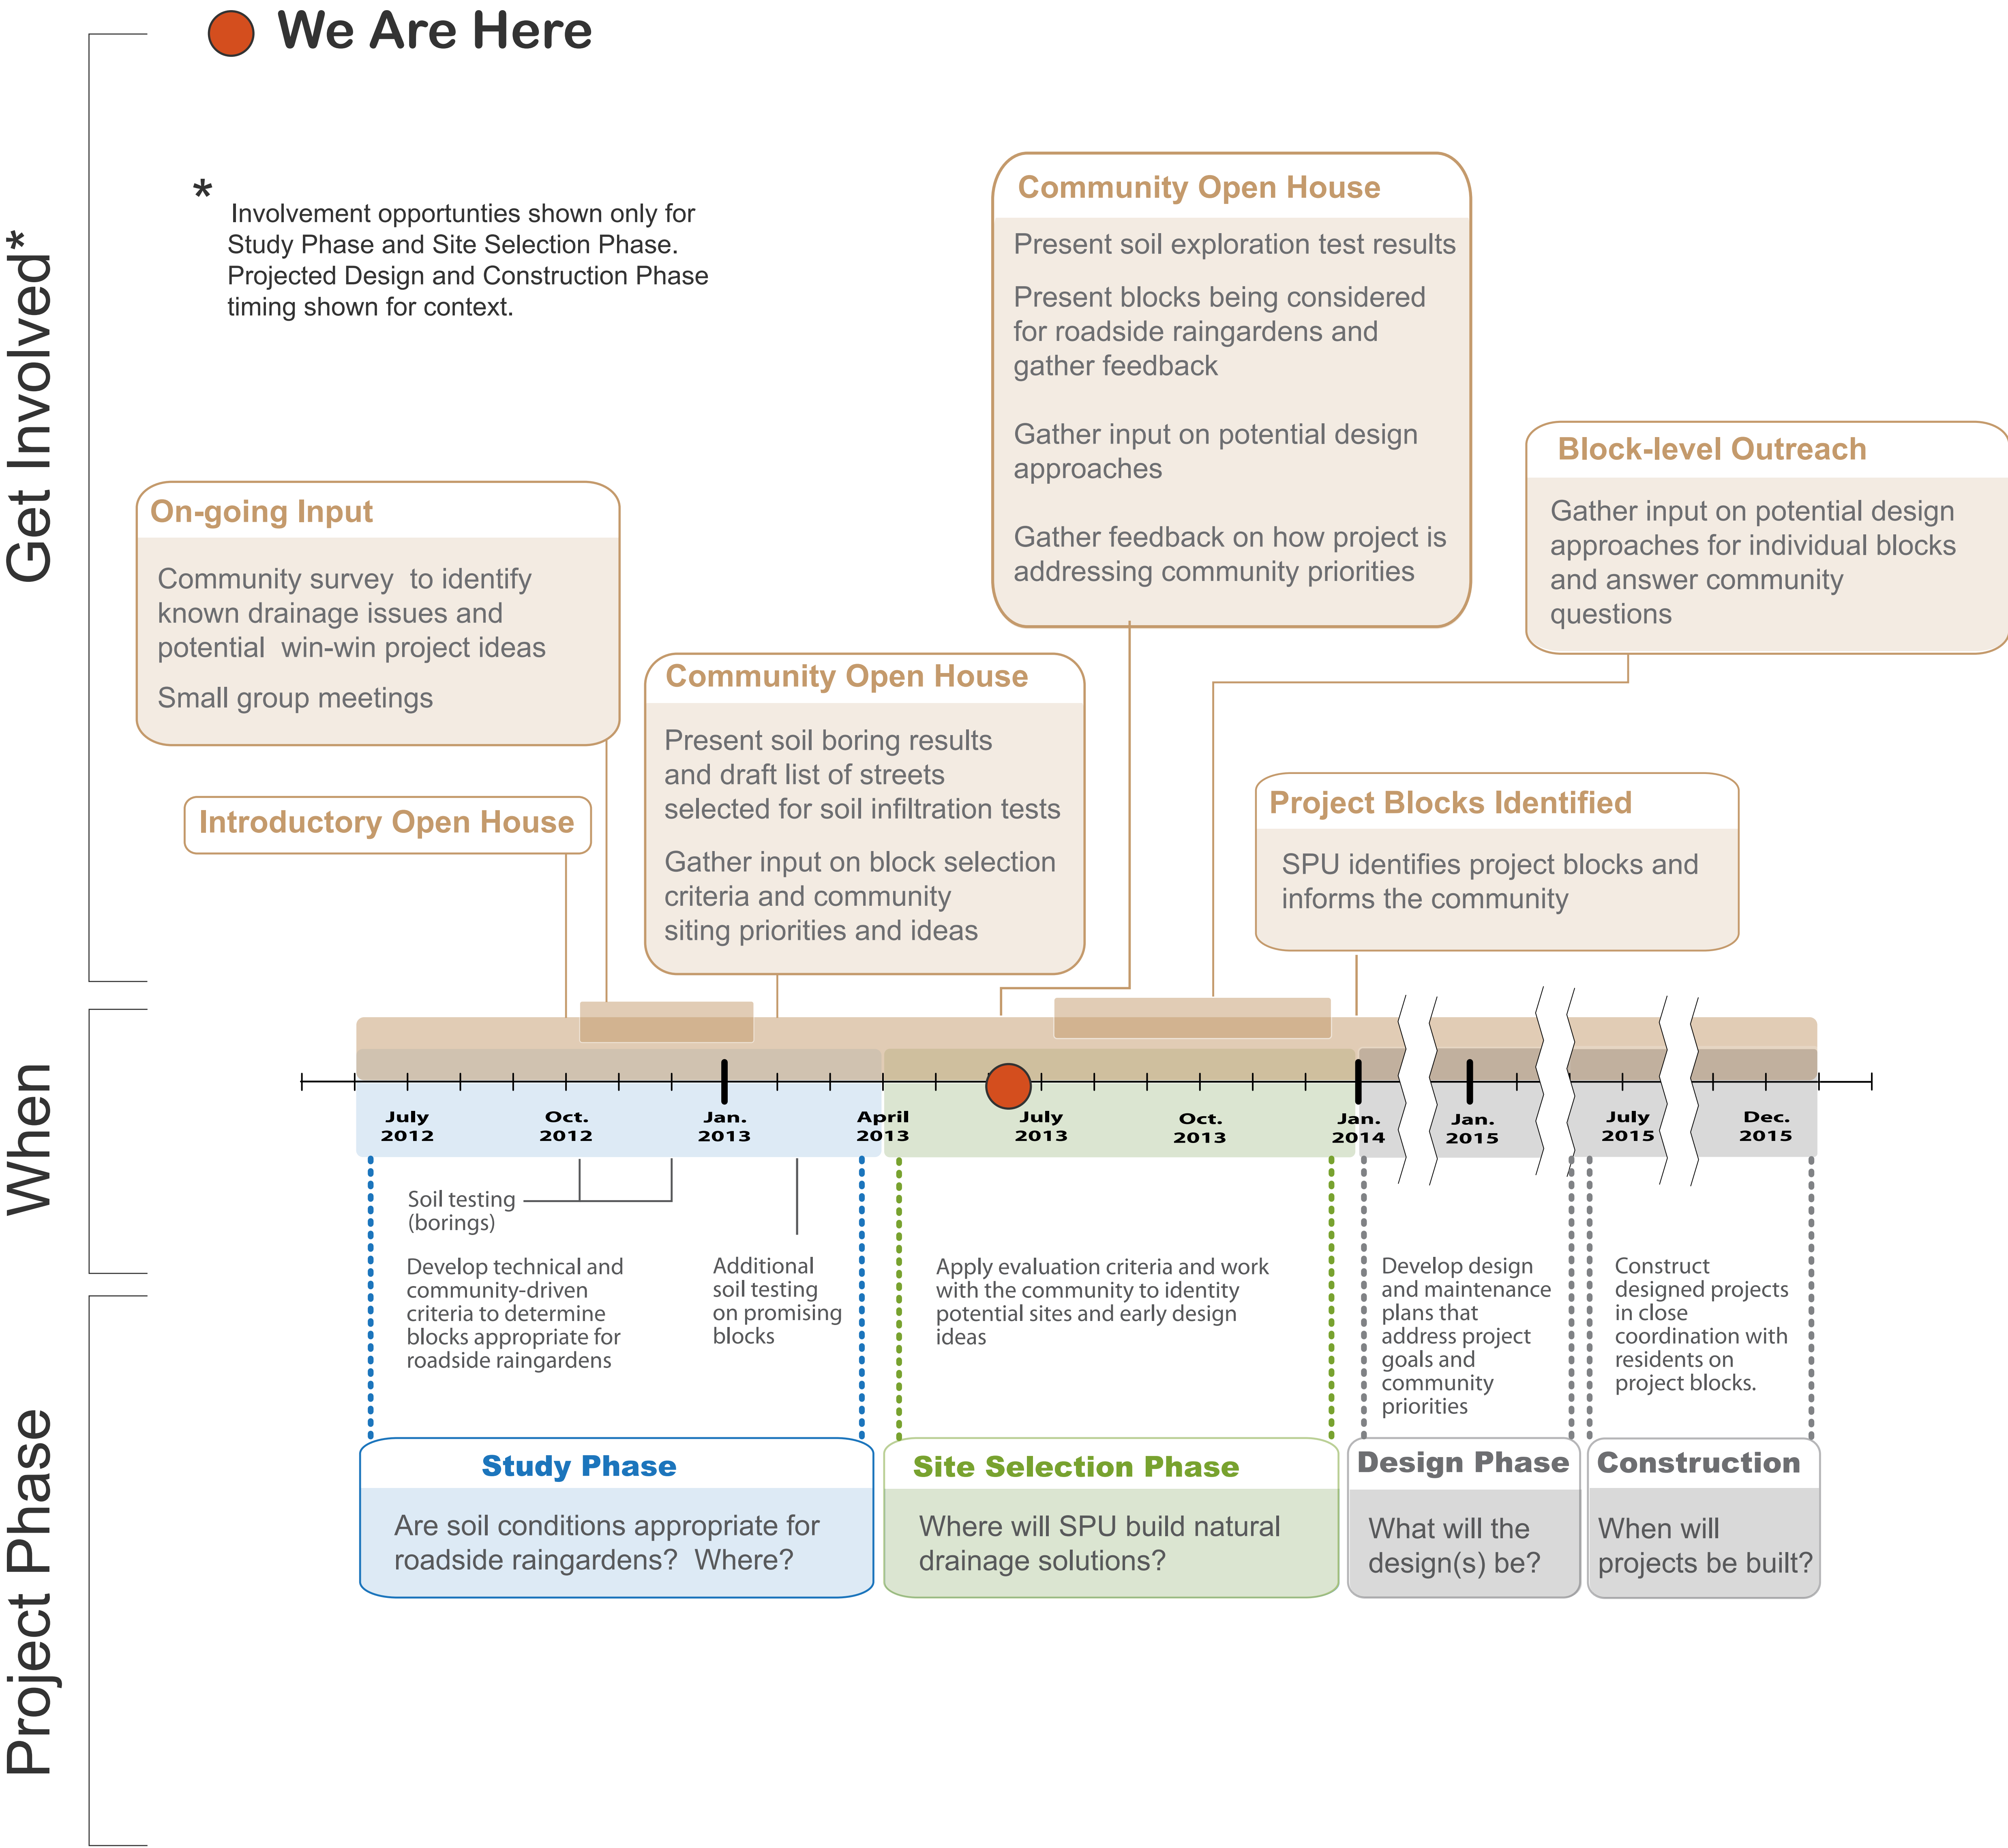 We Are Here
Get Involved*
*
Involvement opportunties shown only for
Study Phase and Site Selection Phase.
Projected Design and Construction Phase
timing shown for context.
Community Open House
Present soil exploration test results
Present blocks being considered
for roadside raingardens and
gather feedback
Gather input on potential design
approaches
Gather feedback on how project is
addressing community priorities
Block-level Outreach
Gather input on potential design
approaches for individual blocks
and answer community
questions
On-going Input
Community survey  to identify
known drainage issues and
potential  win-win project ideas
Small group meetings
Community Open House
Present soil boring results
and draft list of streets
selected for soil infiltration tests
Gather input on block selection
criteria and community
siting priorities and ideas
Introductory Open House
Project Blocks Identified
SPU identifies project blocks and
informs the community
When
July
2012
Oct.
2012
Jan.
2013
April
2013
July
2013
Oct.
2013
Jan.
2014
Jan.
2015
July
2015
Dec.
2015
Soil testing
(borings)
Develop technical and
community-driven
criteria to determine
blocks appropriate for
roadside raingardens
Additional
soil testing
on promising
blocks
Apply evaluation criteria and work
with the community to identity
potential sites and early design
ideas
Develop design
and maintenance
plans that
address project
goals and
community
priorities
Construct
designed projects
in close
coordination with
residents on
project blocks.
Project Phase
Study Phase
Are soil conditions appropriate for
roadside raingardens?  Where?
Site Selection Phase
Where will SPU build natural
drainage solutions?
Design Phase
What will the
design(s) be?
Construction
When will
projects be built?